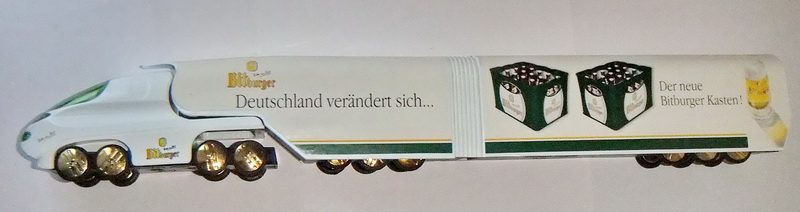 Bitburger
Deutschland verändert sich...
Der neue
Bitburger Kasten!
Bitburger